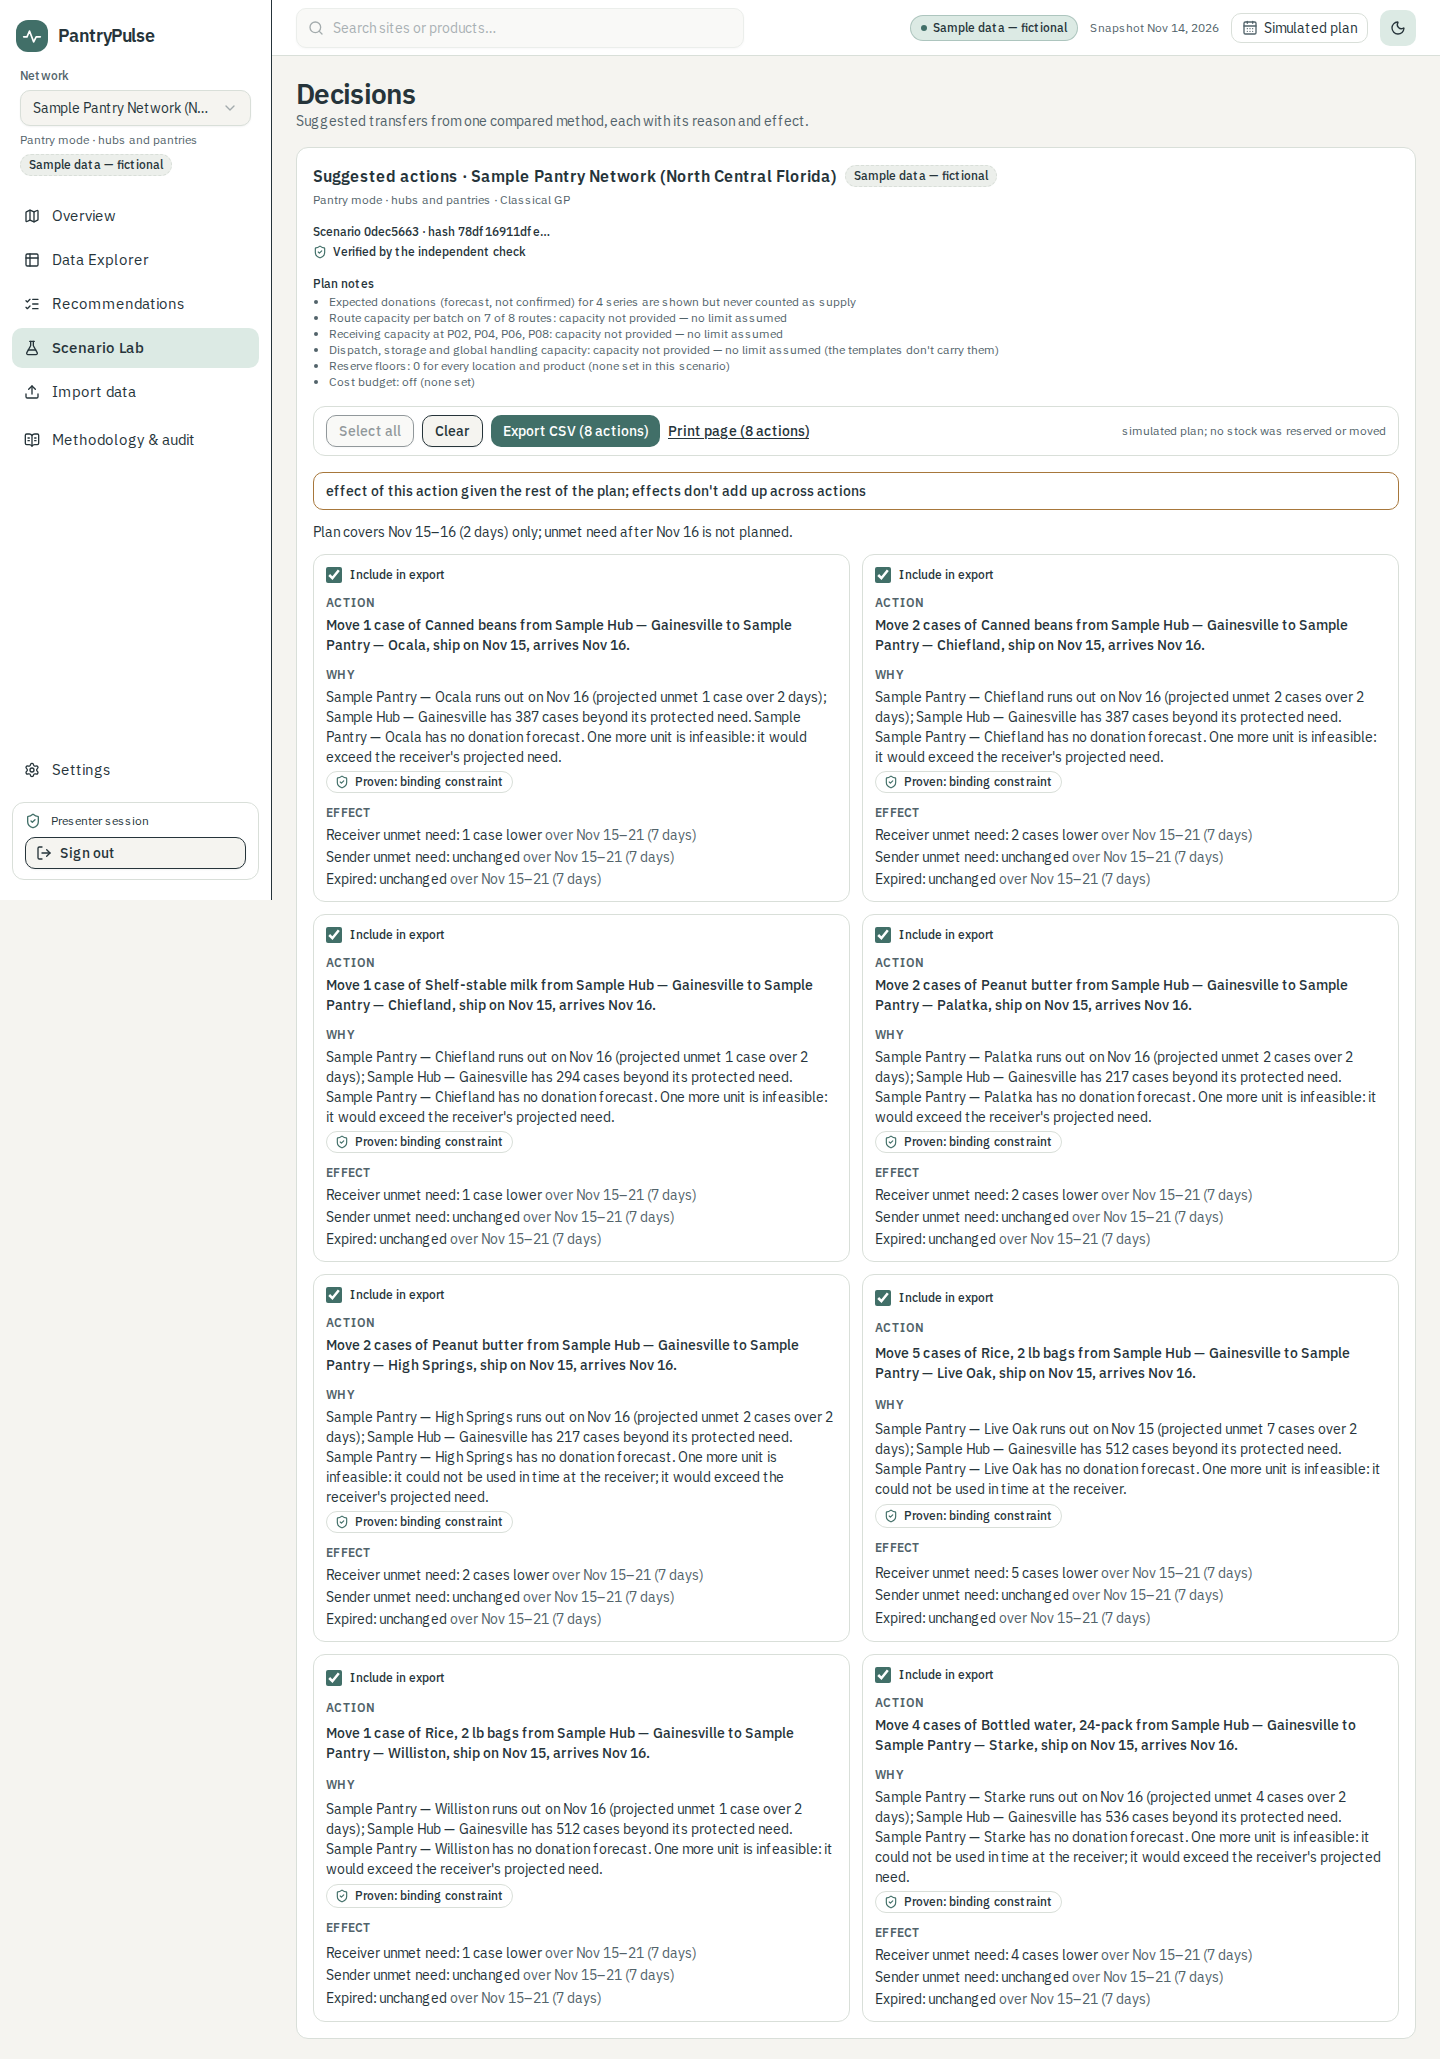 PantryPulse
Network
Sample Pantry Network (N...
Pantry mode · hubs and pantries
Sample data — fictional
Overview
Data Explorer
Recommendations
Scenario Lab
Import data
Methodology & audit
Settings
Presenter session
Sign out
Search sites or products...
Sample data — fictional
Snapshot Nov 14, 2026
Simulated plan
Decisions
Suggested transfers from one compared method, each with its reason and effect.
Suggested actions · Sample Pantry Network (North Central Florida)
Sample data — fictional
Pantry mode · hubs and pantries · Classical GP
Scenario 0dec5663 · hash 78df16911dfe...
Verified by the independent check
Plan notes
• Expected donations (forecast, not confirmed) for 4 series are shown but never counted as supply
• Route capacity per batch on 7 of 8 routes: capacity not provided — no limit assumed
• Receiving capacity at P02, P04, P06, P08: capacity not provided — no limit assumed
• Dispatch, storage and global handling capacity: capacity not provided — no limit assumed (the templates don't carry them)
• Reserve floors: 0 for every location and product (none set in this scenario)
• Cost budget: off (none set)
Select all
Clear
Export CSV (8 actions)
Print page (8 actions)
simulated plan; no stock was reserved or moved
effect of this action given the rest of the plan; effects don't add up across actions
Plan covers Nov 15–16 (2 days) only; unmet need after Nov 16 is not planned.
Include in export
ACTION
Move 1 case of Canned beans from Sample Hub — Gainesville to Sample
Pantry — Ocala, ship on Nov 15, arrives Nov 16.
WHY
Sample Pantry — Ocala runs out on Nov 16 (projected unmet 1 case over 2 days);
Sample Hub — Gainesville has 387 cases beyond its protected need. Sample
Pantry — Ocala has no donation forecast. One more unit is infeasible: it would
exceed the receiver's projected need.
Proven: binding constraint
EFFECT
Receiver unmet need: 1 case lower over Nov 15–21 (7 days)
Sender unmet need: unchanged over Nov 15–21 (7 days)
Expired: unchanged over Nov 15–21 (7 days)
Include in export
ACTION
Move 2 cases of Canned beans from Sample Hub — Gainesville to Sample
Pantry — Chiefland, ship on Nov 15, arrives Nov 16.
WHY
Sample Pantry — Chiefland runs out on Nov 16 (projected unmet 2 cases over 2
days); Sample Hub — Gainesville has 387 cases beyond its protected need.
Sample Pantry — Chiefland has no donation forecast. One more unit is infeasible:
it would exceed the receiver's projected need.
Proven: binding constraint
EFFECT
Receiver unmet need: 2 cases lower over Nov 15–21 (7 days)
Sender unmet need: unchanged over Nov 15–21 (7 days)
Expired: unchanged over Nov 15–21 (7 days)
Include in export
ACTION
Move 1 case of Shelf-stable milk from Sample Hub — Gainesville to Sample
Pantry — Chiefland, ship on Nov 15, arrives Nov 16.
WHY
Sample Pantry — Chiefland runs out on Nov 16 (projected unmet 1 case over 2
days); Sample Hub — Gainesville has 294 cases beyond its protected need.
Sample Pantry — Chiefland has no donation forecast. One more unit is infeasible:
it would exceed the receiver's projected need.
Proven: binding constraint
EFFECT
Receiver unmet need: 1 case lower over Nov 15–21 (7 days)
Sender unmet need: unchanged over Nov 15–21 (7 days)
Expired: unchanged over Nov 15–21 (7 days)
Include in export
ACTION
Move 2 cases of Peanut butter from Sample Hub — Gainesville to Sample
Pantry — Palatka, ship on Nov 15, arrives Nov 16.
WHY
Sample Pantry — Palatka runs out on Nov 16 (projected unmet 2 cases over 2
days); Sample Hub — Gainesville has 217 cases beyond its protected need.
Sample Pantry — Palatka has no donation forecast. One more unit is infeasible: it
would exceed the receiver's projected need.
Proven: binding constraint
EFFECT
Receiver unmet need: 2 cases lower over Nov 15–21 (7 days)
Sender unmet need: unchanged over Nov 15–21 (7 days)
Expired: unchanged over Nov 15–21 (7 days)
Include in export
ACTION
Move 2 cases of Peanut butter from Sample Hub — Gainesville to Sample
Pantry — High Springs, ship on Nov 15, arrives Nov 16.
WHY
Sample Pantry — High Springs runs out on Nov 16 (projected unmet 2 cases over 2
days); Sample Hub — Gainesville has 217 cases beyond its protected need.
Sample Pantry — High Springs has no donation forecast. One more unit is
infeasible: it could not be used in time at the receiver; it would exceed the
receiver's projected need.
Proven: binding constraint
EFFECT
Receiver unmet need: 2 cases lower over Nov 15–21 (7 days)
Sender unmet need: unchanged over Nov 15–21 (7 days)
Expired: unchanged over Nov 15–21 (7 days)
Include in export
ACTION
Move 5 cases of Rice, 2 lb bags from Sample Hub — Gainesville to Sample
Pantry — Live Oak, ship on Nov 15, arrives Nov 16.
WHY
Sample Pantry — Live Oak runs out on Nov 15 (projected unmet 7 cases over 2
days); Sample Hub — Gainesville has 512 cases beyond its protected need.
Sample Pantry — Live Oak has no donation forecast. One more unit is infeasible: it
could not be used in time at the receiver.
Proven: binding constraint
EFFECT
Receiver unmet need: 5 cases lower over Nov 15–21 (7 days)
Sender unmet need: unchanged over Nov 15–21 (7 days)
Expired: unchanged over Nov 15–21 (7 days)
Include in export
ACTION
Move 1 case of Rice, 2 lb bags from Sample Hub — Gainesville to Sample
Pantry — Williston, ship on Nov 15, arrives Nov 16.
WHY
Sample Pantry — Williston runs out on Nov 16 (projected unmet 1 case over 2
days); Sample Hub — Gainesville has 512 cases beyond its protected need.
Sample Pantry — Williston has no donation forecast. One more unit is infeasible: it
would exceed the receiver's projected need.
Proven: binding constraint
EFFECT
Receiver unmet need: 1 case lower over Nov 15–21 (7 days)
Sender unmet need: unchanged over Nov 15–21 (7 days)
Expired: unchanged over Nov 15–21 (7 days)
Include in export
ACTION
Move 4 cases of Bottled water, 24-pack from Sample Hub — Gainesville to
Sample Pantry — Starke, ship on Nov 15, arrives Nov 16.
WHY
Sample Pantry — Starke runs out on Nov 16 (projected unmet 4 cases over 2
days); Sample Hub — Gainesville has 536 cases beyond its protected need.
Sample Pantry — Starke has no donation forecast. One more unit is infeasible: it
could not be used in time at the receiver; it would exceed the receiver's projected
need.
Proven: binding constraint
EFFECT
Receiver unmet need: 4 cases lower over Nov 15–21 (7 days)
Sender unmet need: unchanged over Nov 15–21 (7 days)
Expired: unchanged over Nov 15–21 (7 days)